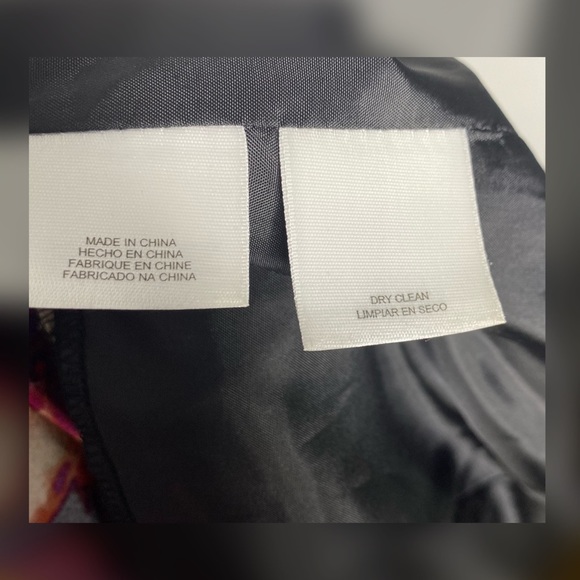 MADE IN CHINA
HECHO EN CHINA
FABRIQUE EN CHINE
FABRICADO NA CHINA
DRY CLEAN
LIMPIAR EN SECO